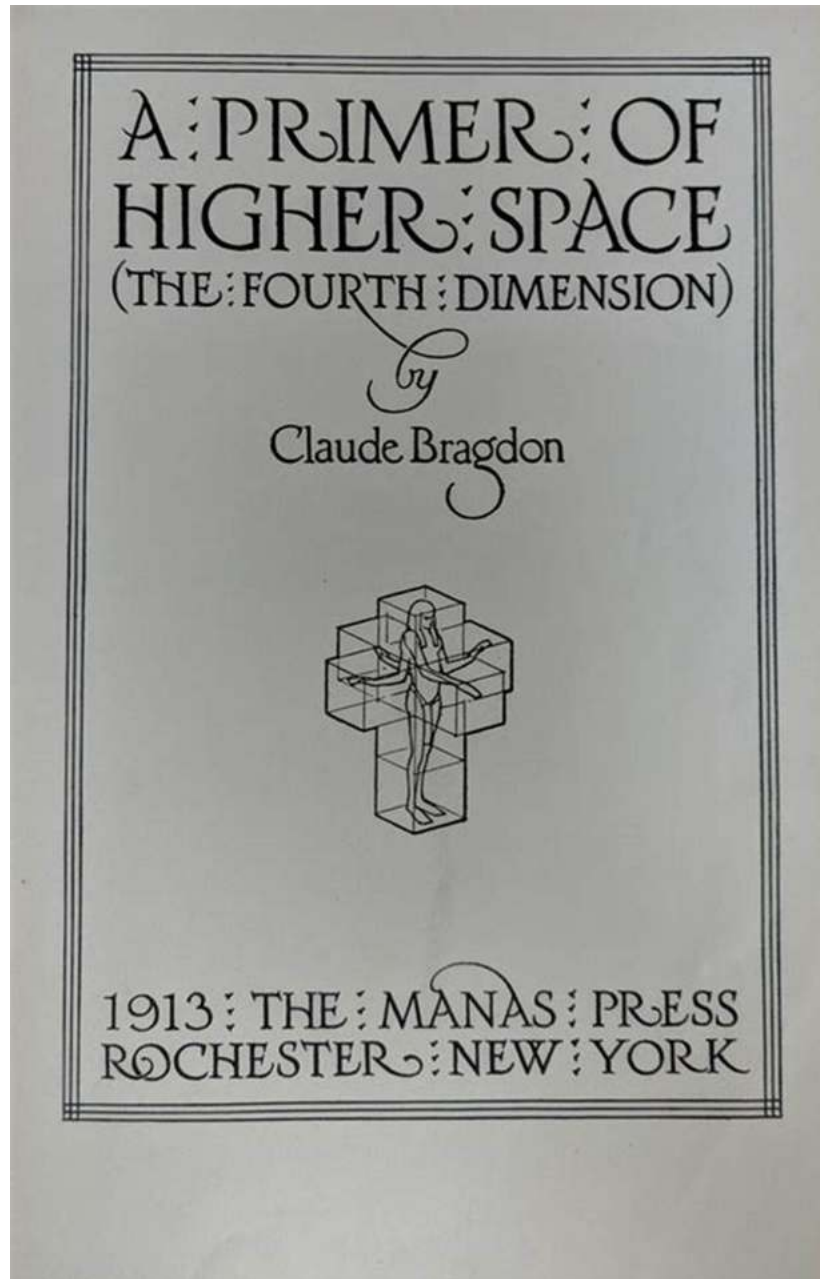 A⋮PRIMER⋮OF
HIGHER⋮SPACE
(THE⋮FOURTH⋮DIMENSION)
by
Claude Bragdon
1913⋮THE⋮MANAS⋮PRESS
ROCHESTER⋮NEW⋮YORK